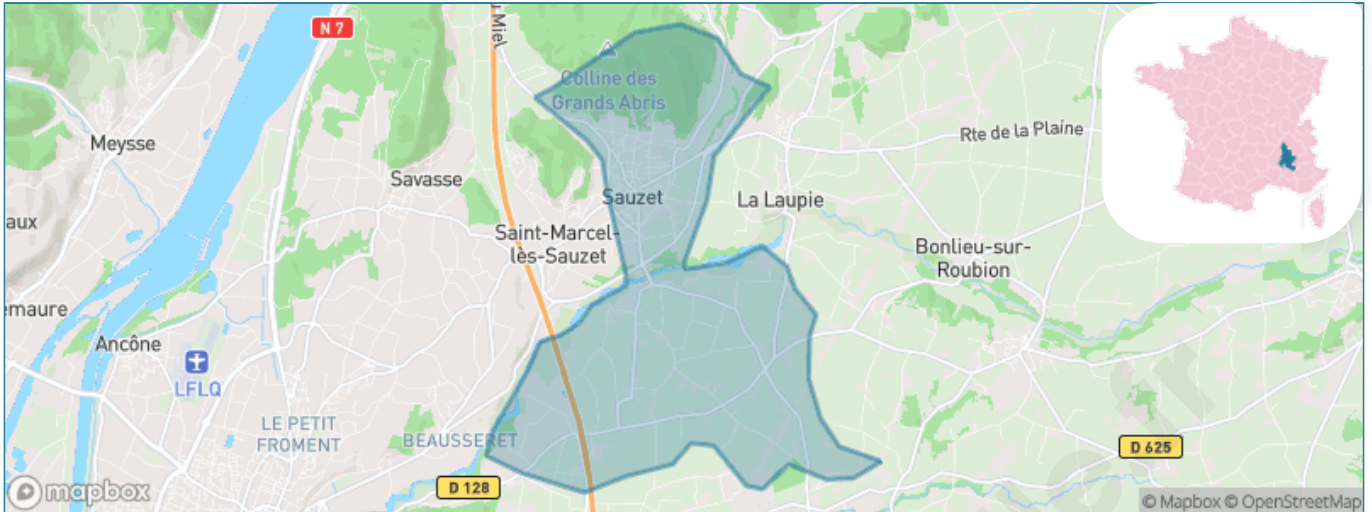 N 7
u Miel
Colline des
Grands Abris
Meysse
Rte de la Plaine
Savasse
Sauzet
La Laupie
aux
Saint-Marcel-
lès-Sauzet
Bonlieu-sur-
Roubion
emaure
Ancône
LFLQ
LE PETIT
FROMENT
BEAUSSERET
D 625
D 128
mapbox
© Mapbox © OpenStreetMap